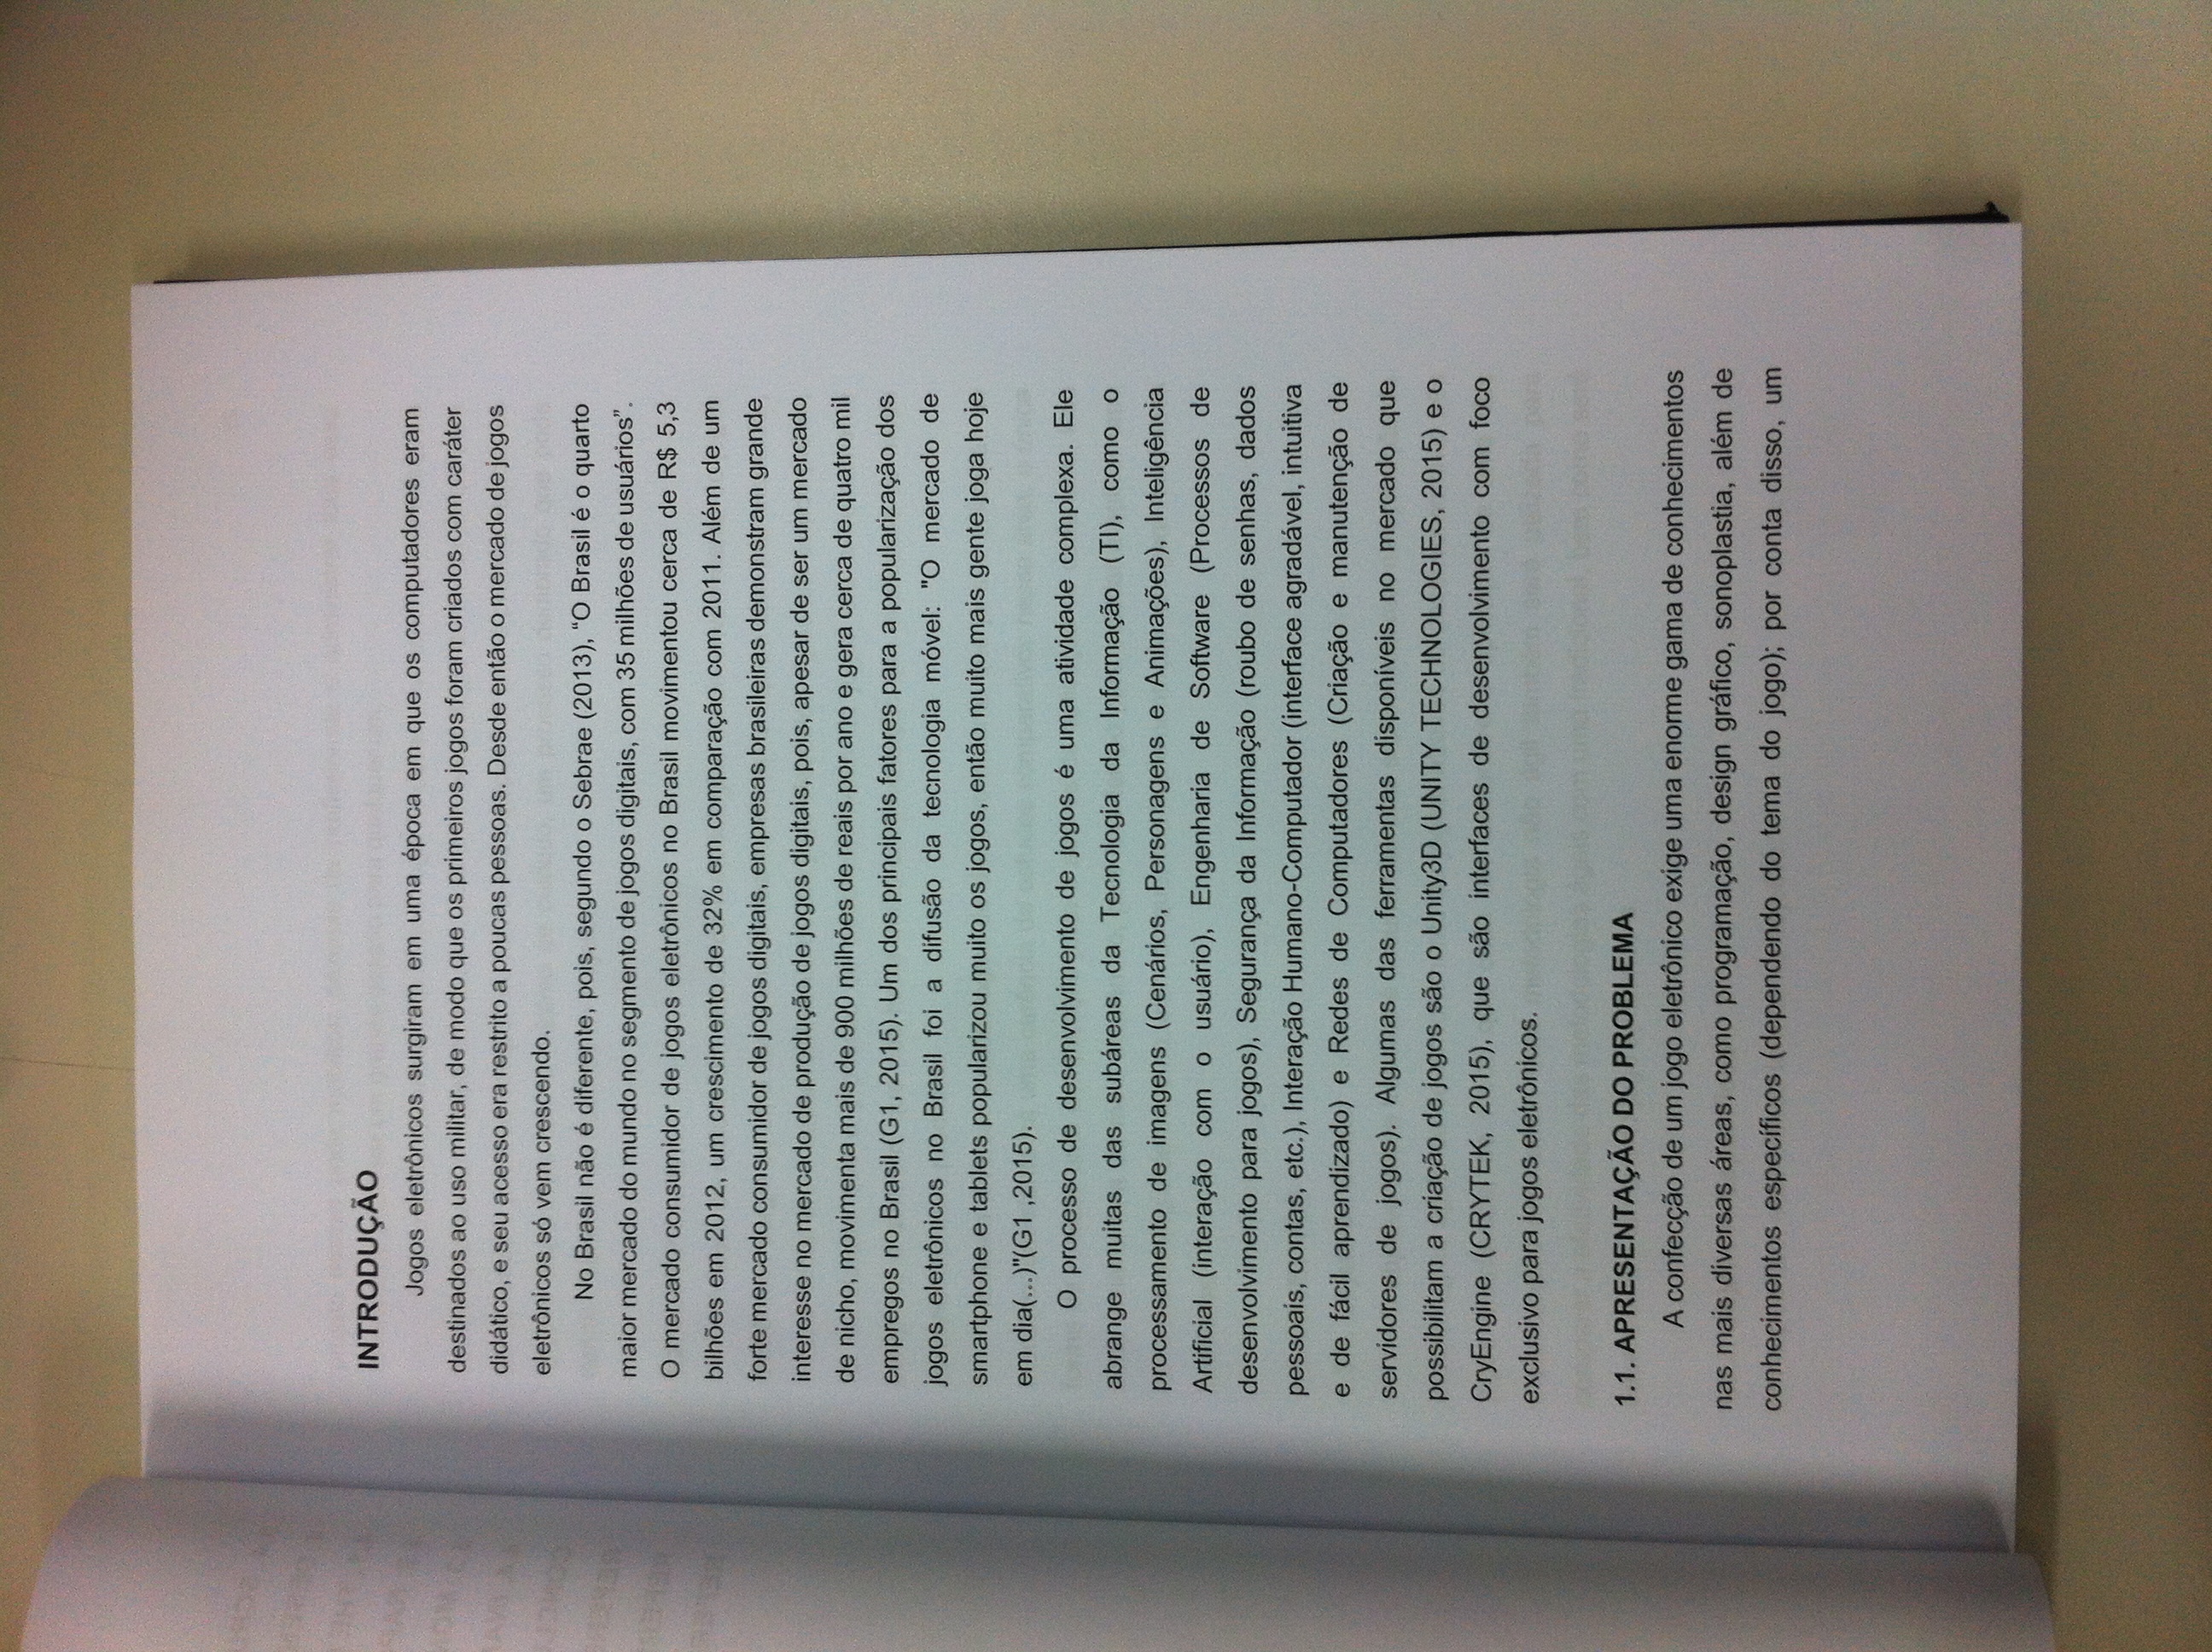 INTRODUÇÃO
Jogos eletrônicos surgiram em uma época em que os computadores eram
destinados ao uso militar, de modo que os primeiros jogos foram criados com caráter
didático, e seu acesso era restrito a poucas pessoas. Desde então o mercado de jogos
eletrônicos só vem crescendo.
No Brasil não é diferente, pois, segundo o Sebrae (2013), “O Brasil é o quarto
maior mercado do mundo no segmento de jogos digitais, com 35 milhões de usuários”.
O mercado consumidor de jogos eletrônicos no Brasil movimentou cerca de R$ 5,3
bilhões em 2012, um crescimento de 32% em comparação com 2011. Além de um
forte mercado consumidor de jogos digitais, empresas brasileiras demonstram grande
interesse no mercado de produção de jogos digitais, pois, apesar de ser um mercado
de nicho, movimenta mais de 900 milhões de reais por ano e gera cerca de quatro mil
empregos no Brasil (G1, 2015). Um dos principais fatores para a popularização dos
jogos eletrônicos no Brasil foi a difusão da tecnologia móvel: "O mercado de
smartphone e tablets popularizou muito os jogos, então muito mais gente joga hoje
em dia(...)"(G1 ,2015).
O processo de desenvolvimento de jogos é uma atividade complexa. Ele
abrange muitas das subáreas da Tecnologia da Informação (TI), como o
processamento de imagens (Cenários, Personagens e Animações), Inteligência
Artificial (interação com o usuário), Engenharia de Software (Processos de
desenvolvimento para jogos), Segurança da Informação (roubo de senhas, dados
pessoais, contas, etc.), Interação Humano-Computador (interface agradável, intuitiva
e de fácil aprendizado) e Redes de Computadores (Criação e manutenção de
servidores de jogos). Algumas das ferramentas disponíveis no mercado que
possibilitam a criação de jogos são o Unity3D (UNITY TECHNOLOGIES, 2015) e o
CryEngine (CRYTEK, 2015), que são interfaces de desenvolvimento com foco
exclusivo para jogos eletrônicos.
1.1. APRESENTAÇÃO DO PROBLEMA
A confecção de um jogo eletrônico exige uma enorme gama de conhecimentos
nas mais diversas áreas, como programação, design gráfico, sonoplastia, além de
conhecimentos específicos (dependendo do tema do jogo); por conta disso, um